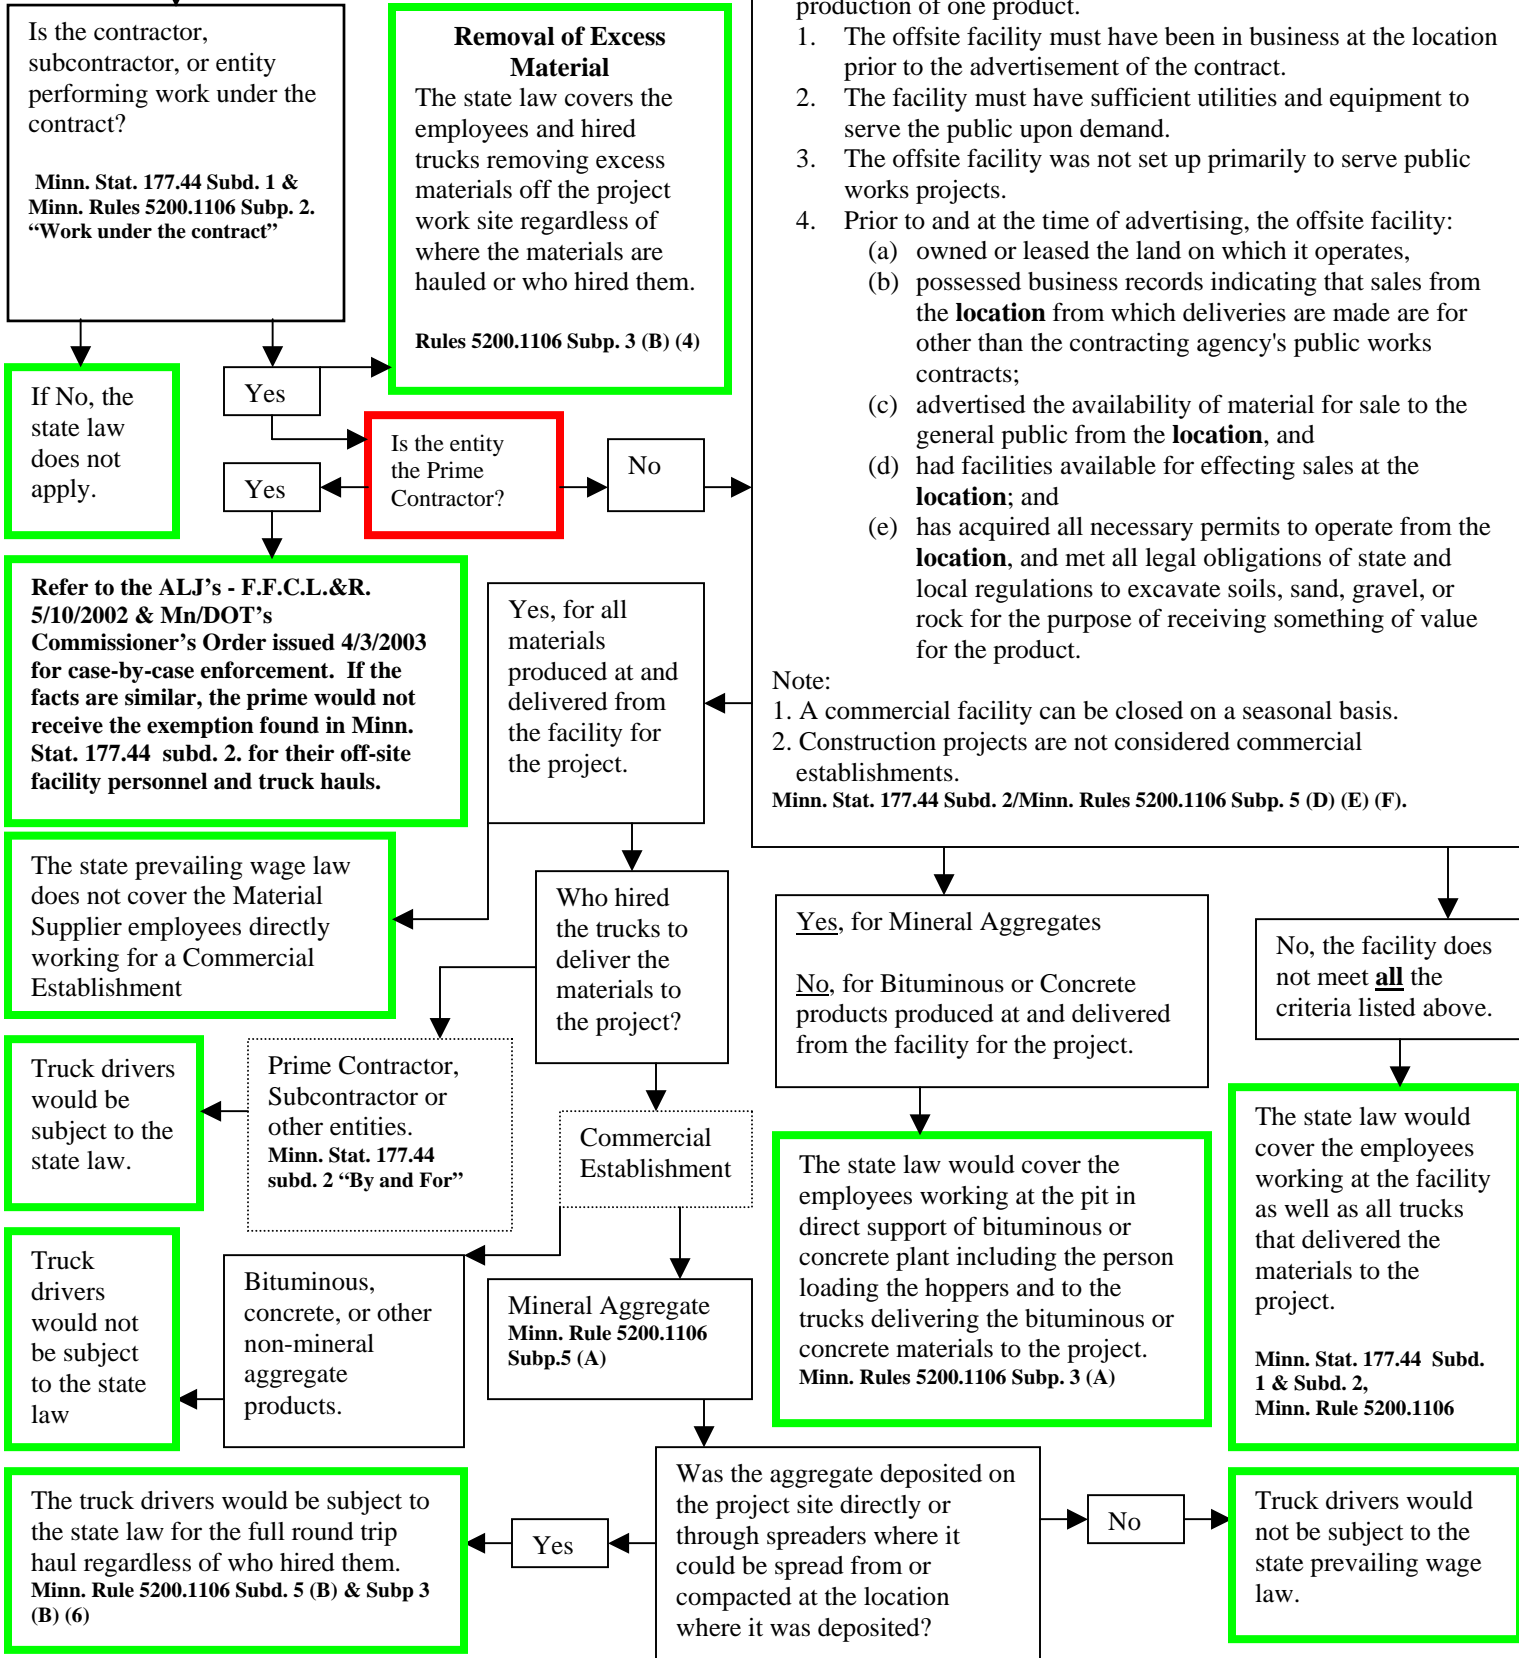 Is the contractor,
subcontractor, or entity
performing work under the
contract?
Minn. Stat. 177.44 Subd. 1 &
Minn. Rules 5200.1106 Subp. 2.
“Work under the contract”
Removal of Excess
Material
The state law covers the
employees and hired
trucks removing excess
materials off the project
work site regardless of
where the materials are
hauled or who hired them.
Rules 5200.1106 Subp. 3 (B) (4)
production of one product.
1. The offsite facility must have been in business at the location
prior to the advertisement of the contract.
2. The facility must have sufficient utilities and equipment to
serve the public upon demand.
3. The offsite facility was not set up primarily to serve public
works projects.
4. Prior to and at the time of advertising, the offsite facility:
(a) owned or leased the land on which it operates,
(b) possessed business records indicating that sales from
the location from which deliveries are made are for
other than the contracting agency's public works
contracts;
(c) advertised the availability of material for sale to the
general public from the location, and
(d) had facilities available for effecting sales at the
location; and
(e) has acquired all necessary permits to operate from the
location, and met all legal obligations of state and
local regulations to excavate soils, sand, gravel, or
rock for the purpose of receiving something of value
for the product.
Note:
1. A commercial facility can be closed on a seasonal basis.
2. Construction projects are not considered commercial
establishments.
Minn. Stat. 177.44 Subd. 2/Minn. Rules 5200.1106 Subp. 5 (D) (E) (F).
If No, the
state law
does not
apply.
Yes
Is the entity
the Prime
Contractor?
No
Yes
Refer to the ALJ’s - F.F.C.L.&R.
5/10/2002 & Mn/DOT’s
Commissioner’s Order issued 4/3/2003
for case-by-case enforcement. If the
facts are similar, the prime would not
receive the exemption found in Minn.
Stat. 177.44 subd. 2. for their off-site
facility personnel and truck hauls.
Yes, for all
materials
produced at and
delivered from
the facility for
the project.
The state prevailing wage law
does not cover the Material
Supplier employees directly
working for a Commercial
Establishment
Who hired
the trucks to
deliver the
materials to
the project?
Yes, for Mineral Aggregates
No, for Bituminous or Concrete
products produced at and delivered
from the facility for the project.
No, the facility does
not meet all the
criteria listed above.
Truck drivers
would be
subject to the
state law.
Prime Contractor,
Subcontractor or
other entities.
Minn. Stat. 177.44
subd. 2 “By and For”
Commercial
Establishment
The state law would cover the
employees working at the pit in
direct support of bituminous or
concrete plant including the person
loading the hoppers and to the
trucks delivering the bituminous or
concrete materials to the project.
Minn. Rules 5200.1106 Subp. 3 (A)
The state law would
cover the employees
working at the facility
as well as all trucks
that delivered the
materials to the
project.
Minn. Stat. 177.44 Subd.
1 & Subd. 2,
Minn. Rule 5200.1106
Truck
drivers
would not
be subject
to the state
law
Bituminous,
concrete, or other
non-mineral
aggregate
products.
Mineral Aggregate
Minn. Rule 5200.1106
Subp.5 (A)
The truck drivers would be subject to
the state law for the full round trip
haul regardless of who hired them.
Minn. Rule 5200.1106 Subd. 5 (B) & Subp 3
(B) (6)
Yes
Was the aggregate deposited on
the project site directly or
through spreaders where it
could be spread from or
compacted at the location
where it was deposited?
No
Truck drivers would
not be subject to the
state prevailing wage
law.